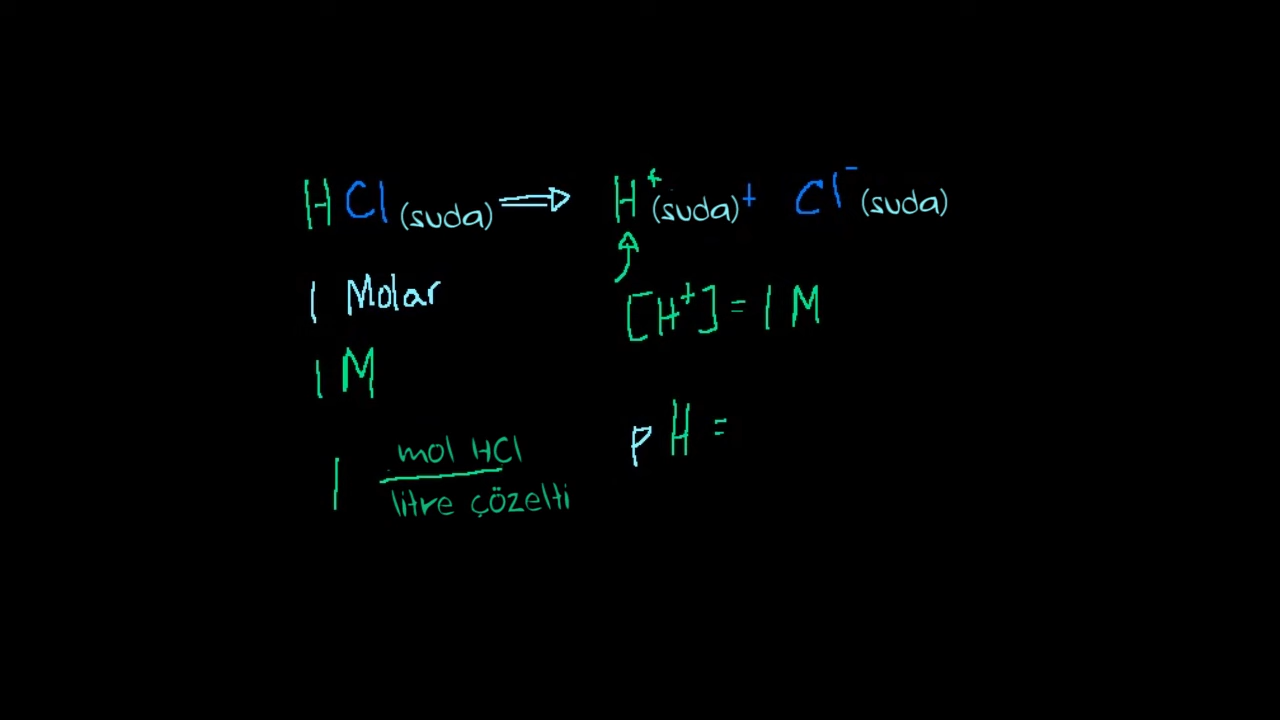 HCl(suda) ⇒ H⁺(suda) + Cl⁻(suda)
1 Molar
[H⁺] = 1 M
1 M
pH =
1 mol HCl
litre çözelti